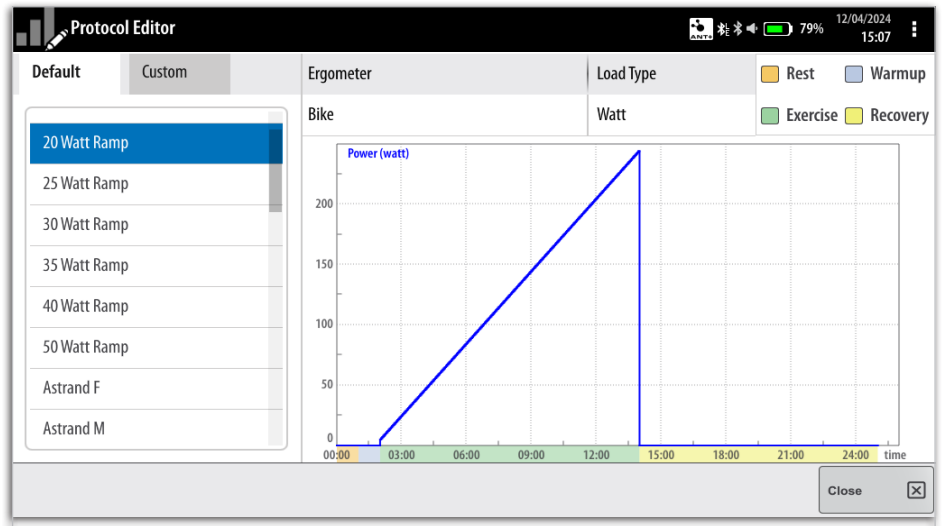 Protocol Editor
ANT+
79%
12/04/2024
15:07
Default
Custom
20 Watt Ramp
25 Watt Ramp
30 Watt Ramp
35 Watt Ramp
40 Watt Ramp
50 Watt Ramp
Astrand F
Astrand M
Ergometer
Load Type
Bike
Watt
Rest
Warmup
Exercise
Recovery
Power (watt)
200
150
100
50
0
00:00 03:00 06:00 09:00 12:00 15:00 18:00 21:00 24:00 time
Close